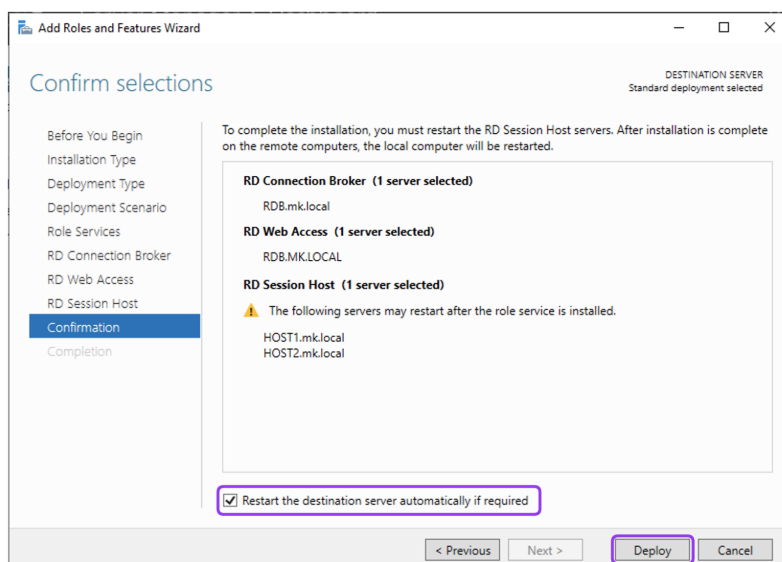 Add Roles and Features Wizard
Confirm selections
DESTINATION SERVER
Standard deployment selected
Before You Begin
Installation Type
Deployment Type
Deployment Scenario
Role Services
RD Connection Broker
RD Web Access
RD Session Host
Confirmation
Completion
To complete the installation, you must restart the RD Session Host servers. After installation is complete
on the remote computers, the local computer will be restarted.
RD Connection Broker (1 server selected)
RDB.mk.local
RD Web Access (1 server selected)
RDB.MK.LOCAL
RD Session Host (1 server selected)
The following servers may restart after the role service is installed.
HOST1.mk.local
HOST2.mk.local
Restart the destination server automatically if required
< Previous
Next >
Deploy
Cancel